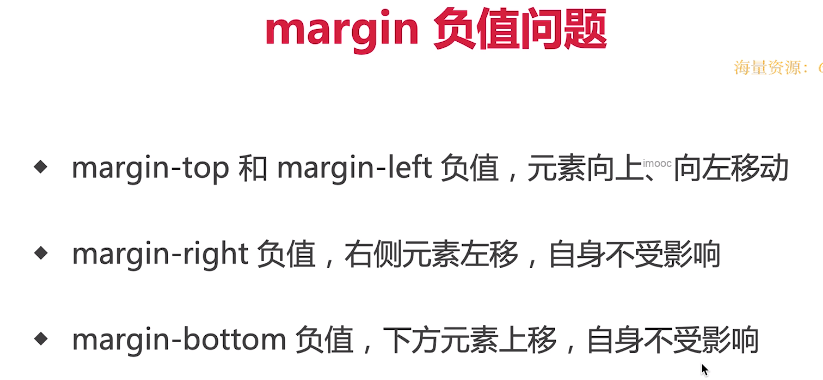 margin 负值问题
海量资源：
margin-top 和 margin-left 负值，元素向上、向左移动
imooc
margin-right 负值，右侧元素左移，自身不受影响
margin-bottom 负值，下方元素上移，自身不受影响